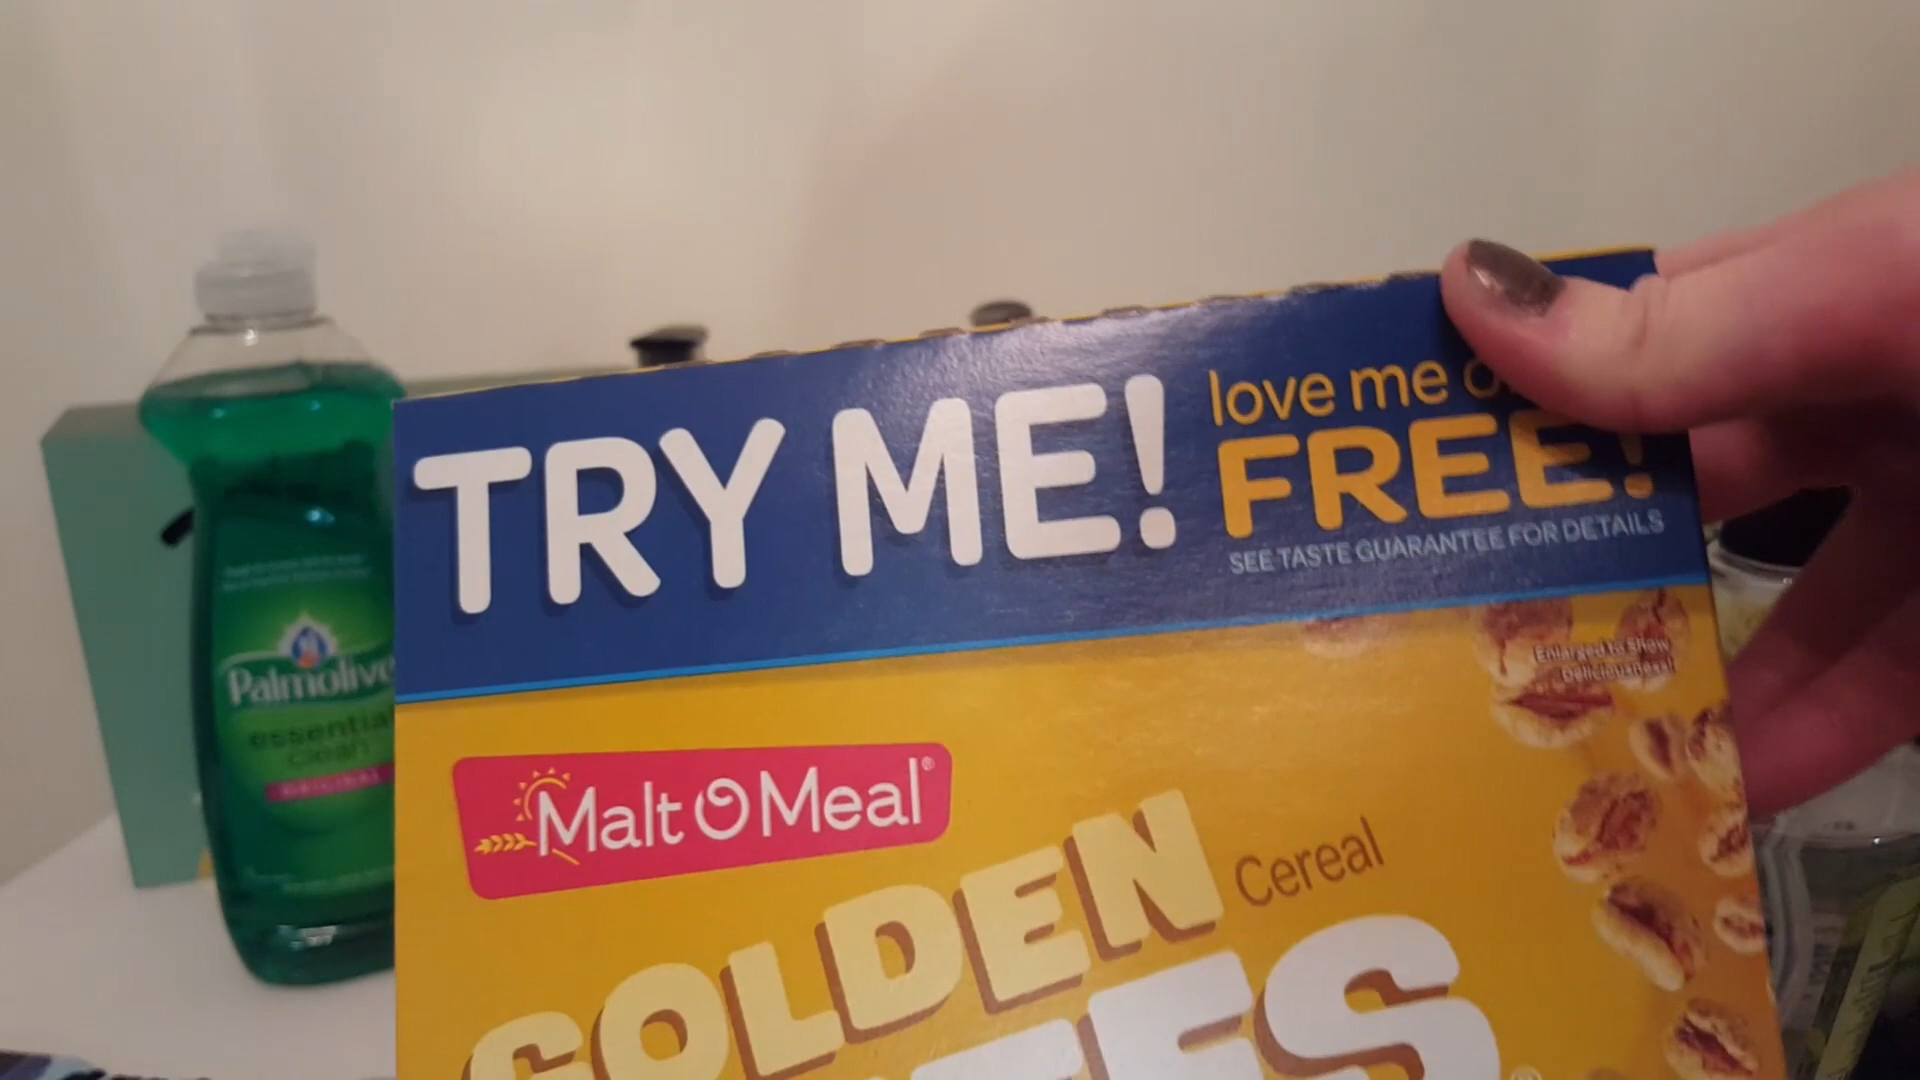 TRY ME!
love me
FREE!
SEE TASTE GUARANTEE FOR DETAILS
Enlarged to Show
Deliciousness!
Malt O Meal®
GOLDEN
Cereal
Palmolive
essential
clean
ORIGINAL